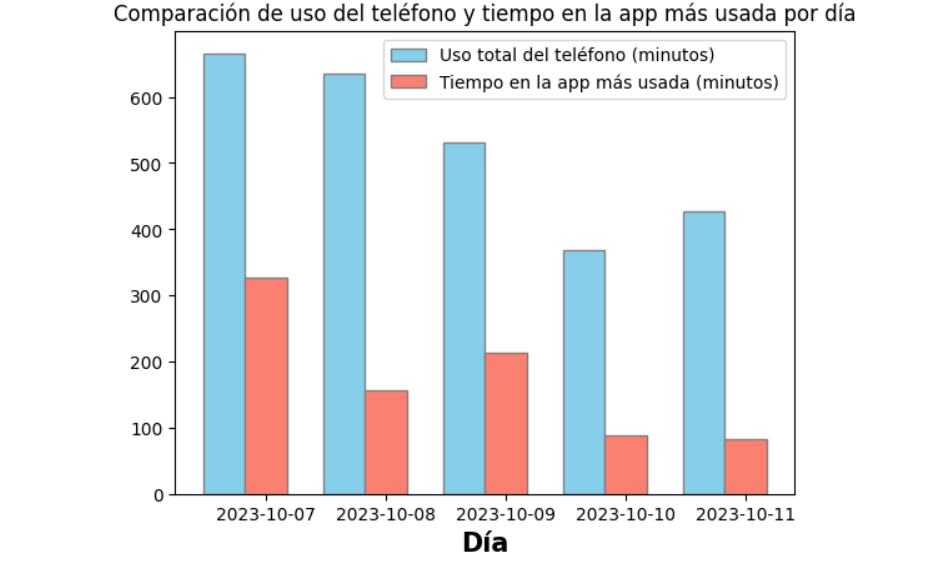 Comparación de uso del teléfono y tiempo en la app más usada por día
Uso total del teléfono (minutos)
Tiempo en la app más usada (minutos)
600
500
400
300
200
100
0
2023-10-07 2023-10-08 2023-10-09 2023-10-10 2023-10-11
Día